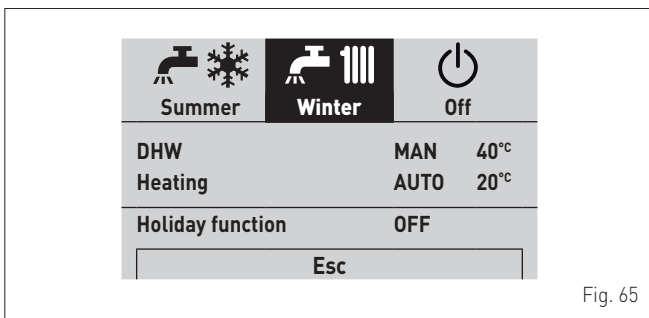 Summer Winter Off
DHW MAN 40°C
Heating AUTO 20°C
Holiday function OFF
Esc
Fig. 65